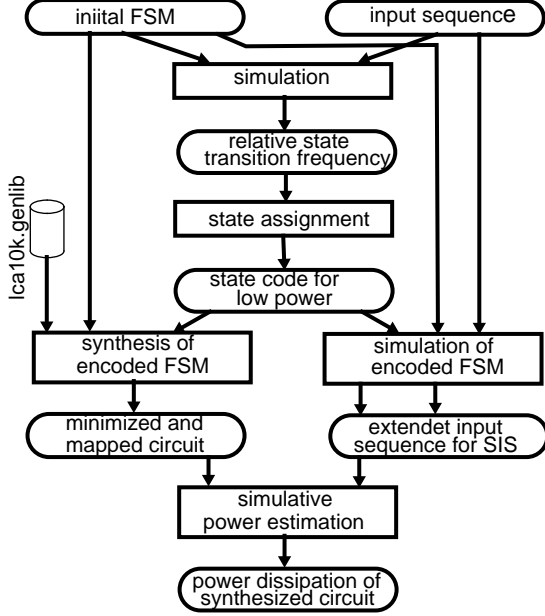 iniital FSM
input sequence
simulation
relative state
transition frequency
lca10k.genlib
state assignment
state code for
low power
synthesis of
encoded FSM
simulation of
encoded FSM
minimized and
mapped circuit
extendet input
sequence for SIS
simulative
power estimation
power dissipation of
synthesized circuit